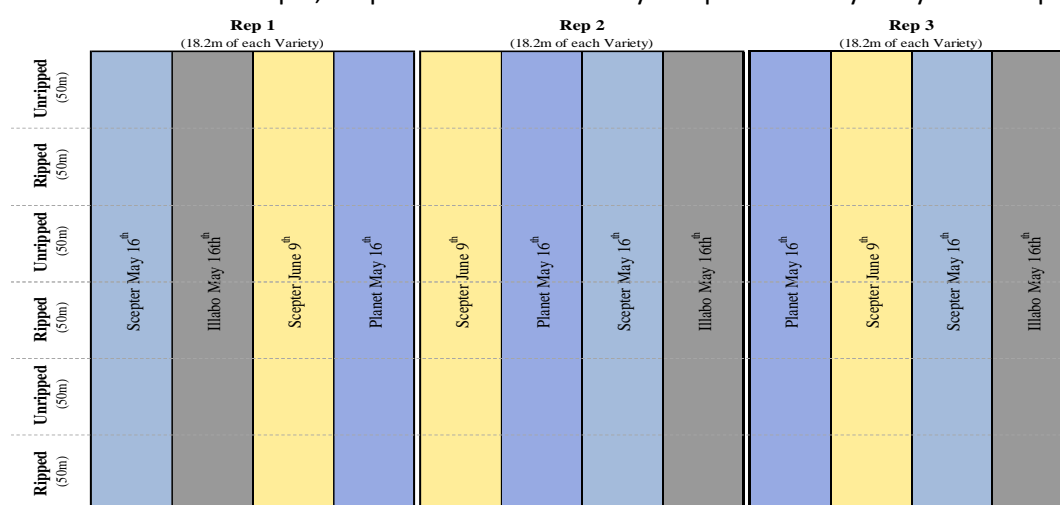 Rep 1
(18.2m of each Variety)
Rep 2
(18.2m of each Variety)
Rep 3
(18.2m of each Variety)
Unripped
(50m)
Ripped
(50m)
Unripped
(50m)
Ripped
(50m)
Unripped
(50m)
Ripped
(50m)
Scepter May 16th
Illabo May 16th
Scepter June 9th
Planet May 16th
Scepter June 9th
Planet May 16th
Scepter May 16th
Illabo May 16th
Planet May 16th
Scepter June 9th
Scepter May 16th
Illabo May 16th